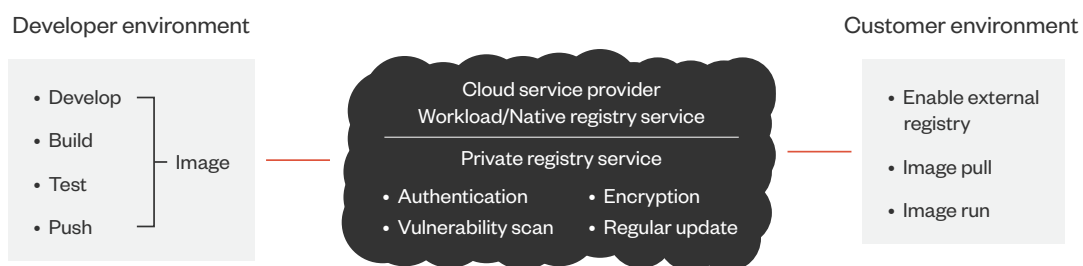 Developer environment
• Develop
• Build
• Test
• Push
Image
Cloud service provider
Workload/Native registry service
Private registry service
• Authentication
• Vulnerability scan
• Encryption
• Regular update
Customer environment
• Enable external
registry
• Image pull
• Image run